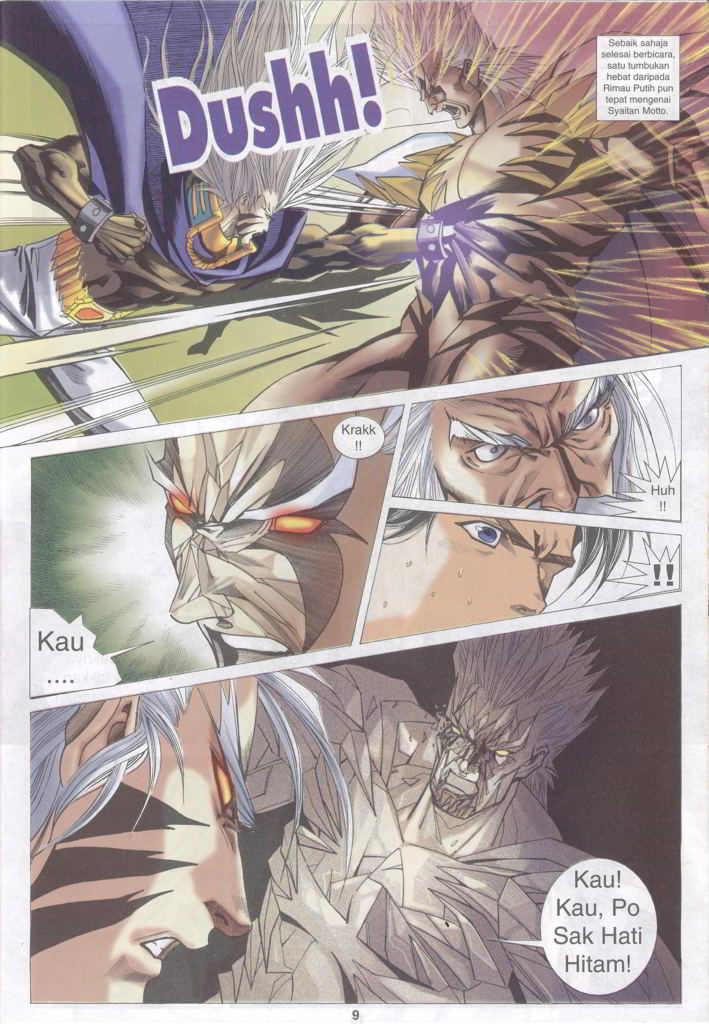 Sebaik sahaja
selesai berbicara,
satu tumbukan
hebat daripada
Rimau Putih pun
tepat mengenai
Syaitan Motto.
Dushh!
Krakk
!!
Huh
!!
!!
Kau
....
Kau!
Kau, Po
Sak Hati
Hitam!
9